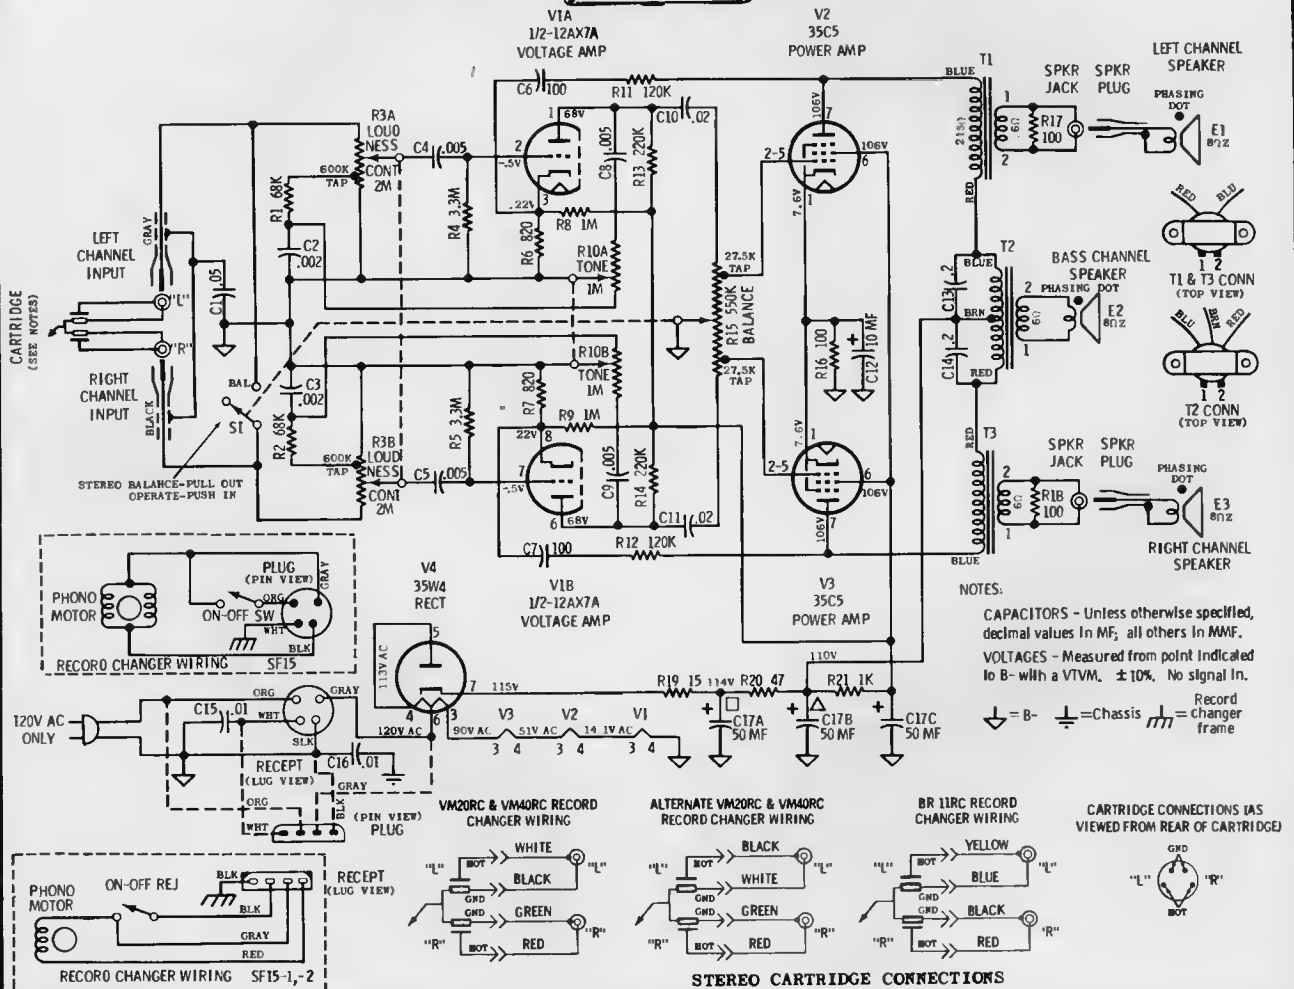 V1A
1/2-12AX7A
VOLTAGE AMP
V2
35C5
POWER AMP
LEFT CHANNEL
SPEAKER
SPKR
JACK
SPKR
PLUG
PHASING
DOT
T1
BLUE
C6 100
R11 120K
106V
7
1
2
.6Ω
R17
100
E1
8ΩZ
215Ω
R3A
LOUD
NESS
CONT
2M
600K
TAP
C4 .005
1
68V
2
-.5V
3
.22V
C8 .005
R13 220K
C10 .02
2-5
106V
6
7.6V
1
RED
RED
BLU
1 2
T1 & T3 CONN
(TOP VIEW)
GRAY
LEFT
CHANNEL
INPUT
R1 68K
R4 3.3M
R6 820
R8 1M
R10A
TONE
1M
C2
.002
C1 .05
27.5K
TAP
R15 550K
BALANCE
T2
BLUE
C13 .2
BRN
C14 .2
RED
2
6Ω
1
BASS CHANNEL
SPEAKER
PHASING DOT
E2
8ΩZ
BLU
BRN
RED
1 2
T2 CONN
(TOP VIEW)
CARTRIDGE
(SEE NOTES)
"L"
"R"
RIGHT
CHANNEL
INPUT
BLACK
BAL
S1
STEREO BALANCE-PULL OUT
OPERATE-PUSH IN
C3
.002
R2 68K
R5 3.3M
R7 820
R10B
TONE
1M
R9 1M
27.5K
TAP
R16 100
C12 10 MF
+
600K
TAP
R3B
LOUD
NESS
CONT
2M
C5 .005
22V
8
7
-.5V
6
68V
C9 .005
R14 220K
C11 .02
7.6V
1
2-5
6
106V
7
106V
C7 100
R12 120K
RED
T3
BLUE
2
6Ω
1
R18
100
SPKR
JACK
SPKR
PLUG
PHASING
DOT
E3
8ΩZ
RIGHT CHANNEL
SPEAKER
V1B
1/2-12AX7A
VOLTAGE AMP
V3
35C5
POWER AMP
V4
35W4
RECT
PHONO
MOTOR
PLUG
(PIN VIEW)
GRAY
ORG
ON-OFF SW
WHT
BLK
RECORD CHANGER WIRING SF15
NOTES:
CAPACITORS - Unless otherwise specified,
decimal values in MF; all others in MMF.
VOLTAGES - Measured from point indicated
to B- with a VTVM. ±10%. No signal in.
= B-
=Chassis
= Record
changer
frame
120V AC
ONLY
ORG
GRAY
C15 .01
WHT
BLK
RECEPT
(LUG VIEW)
C16 .01
GRAY
ORG
WHT
BLK
(PIN VIEW)
PLUG
113V AC
5
7
4
6
3
120V AC
115V
90V AC
V3
3 4
51V AC
V2
3 4
14.1V AC
V1
3 4
R19 15
114V
R20 47
110V
R21 1K
+
C17A
50 MF
+
C17B
50 MF
+
C17C
50 MF
PHONO
MOTOR
ON-OFF REJ
BLK
RECEPT
(LUG VIEW)
BLK
GRAY
RED
RECORD CHANGER WIRING SF15-1,-2
VM20RC & VM40RC RECORD
CHANGER WIRING
"L"
HOT
WHITE
"L"
BLACK
GND
GND
GREEN
"R"
"R"
HOT
RED
ALTERNATE VM20RC & VM40RC
RECORD CHANGER WIRING
"L"
HOT
BLACK
"L"
WHITE
GND
GND
GREEN
"R"
"R"
HOT
RED
BR 11RC RECORD
CHANGER WIRING
"L"
HOT
YELLOW
"L"
BLUE
GND
GND
BLACK
"R"
"R"
HOT
RED
CARTRIDGE CONNECTIONS (AS
VIEWED FROM REAR OF CARTRIDGE)
GND
"L"
"R"
HOT
STEREO CARTRIDGE CONNECTIONS